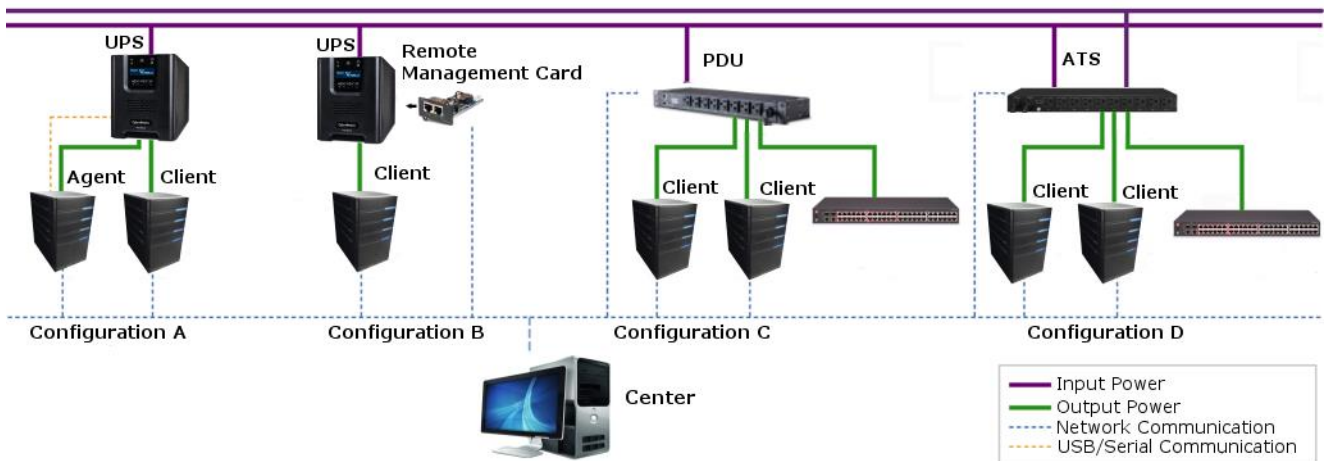 UPS
UPS
Remote
Management Card
PDU
ATS
Agent
Client
Client
Client
Client
Client
Client
Configuration A
Configuration B
Configuration C
Configuration D
Center
Input Power
Output Power
Network Communication
USB/Serial Communication